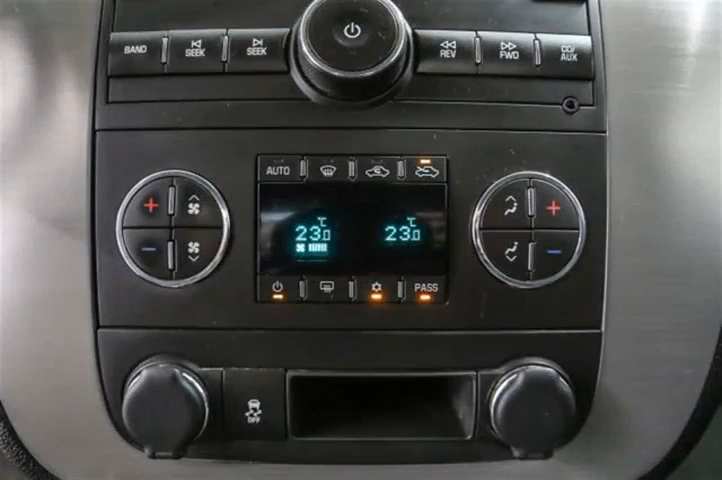 BAND SEEK SEEK REV FWD CD/
AUX
AUTO
°C °C
23.0 23.0
PASS
OFF